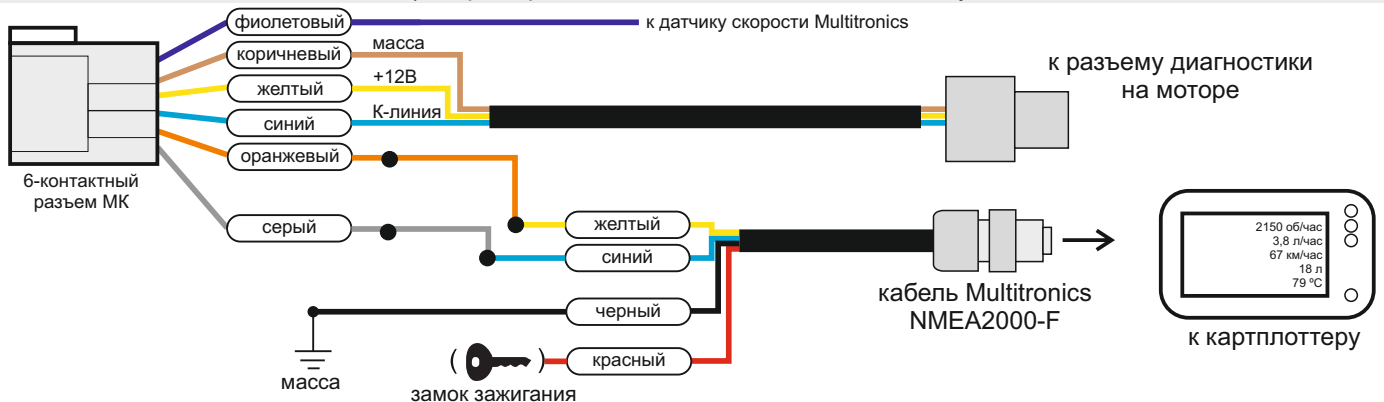 фиолетовый
к датчику скорости Multitronics
коричневый
масса
желтый
+12В
синий
К-линия
оранжевый
серый
6-контактный
разъем МК
к разъему диагностики
на моторе
желтый
синий
черный
красный
масса
замок зажигания
кабель Multitronics
NMEA2000-F
2150 об/час
3,8 л/час
67 км/час
18 л
79 ºC
к картплоттеру